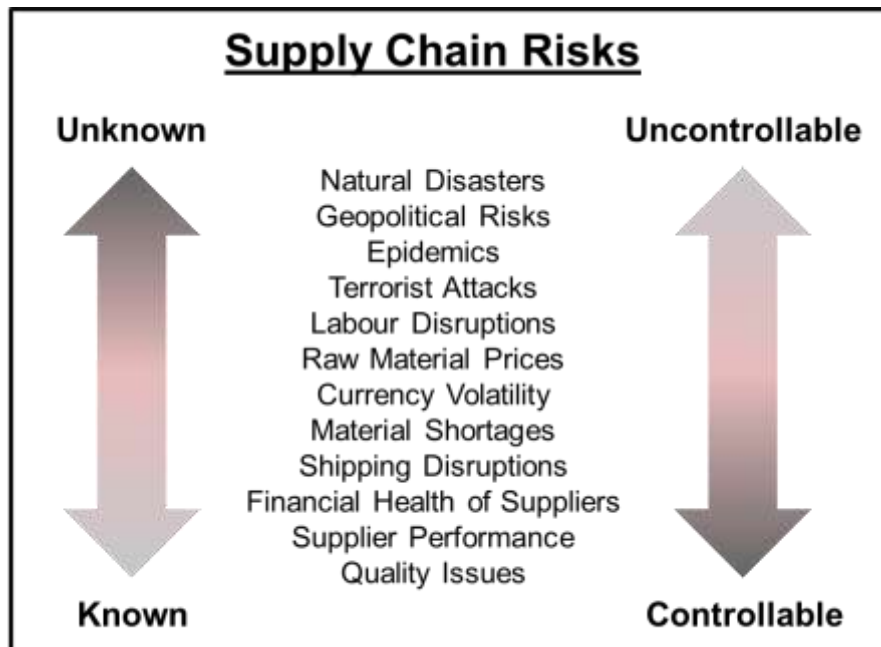 Supply Chain Risks
Unknown
Uncontrollable
Natural Disasters
Geopolitical Risks
Epidemics
Terrorist Attacks
Labour Disruptions
Raw Material Prices
Currency Volatility
Material Shortages
Shipping Disruptions
Financial Health of Suppliers
Supplier Performance
Quality Issues
Known
Controllable